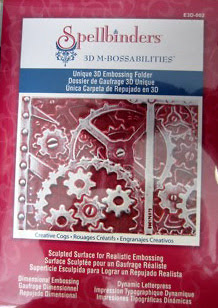 E3D-002
Spellbinders®
3D M-BOSSABILITIES™
Unique 3D Embossing Folder
Dossier de Gaufrage 3D Unique
Única Carpeta de Repujado en 3D
Creative Cogs • Rouages Créatifs • Engranajes Creativos
Sculpted Surface for Realistic Embossing
Surface Sculptée pour un Gaufrage Réaliste
Superficie Esculpida para Lograr un Repujado Realista
Dimensional Embossing
Gaufrage Dimensionnel
Repujado Dimensional
Dynamic Letterpress
Impression Typographique Dynamique
Impresiones Tipográficas Dinámicas